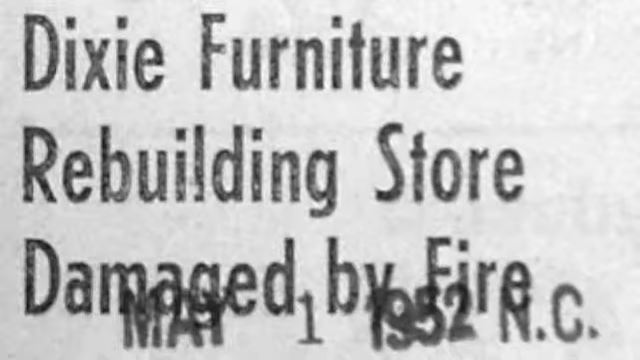 Dixie Furniture
Rebuilding Store
Damaged by Fire
MAY 1 1952 N.C.